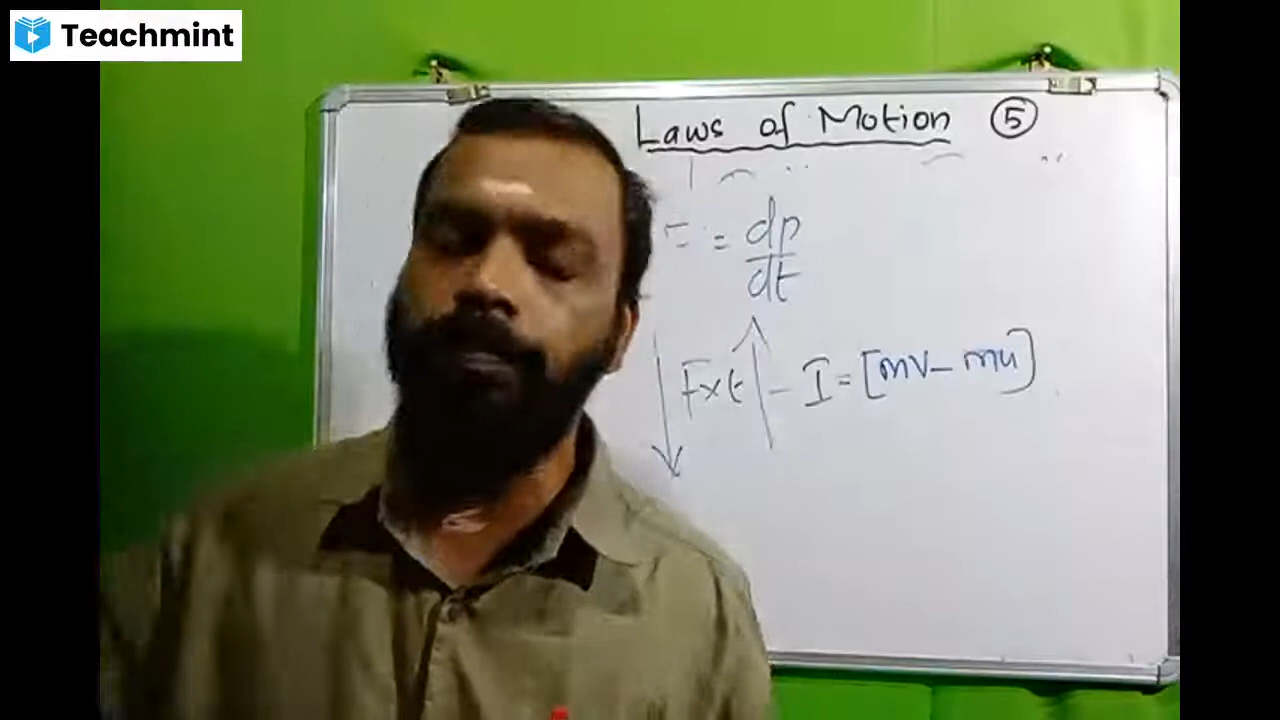 Teachmint
Laws of Motion ⑤
= dp
dt
F×t - I = [mv - mu]